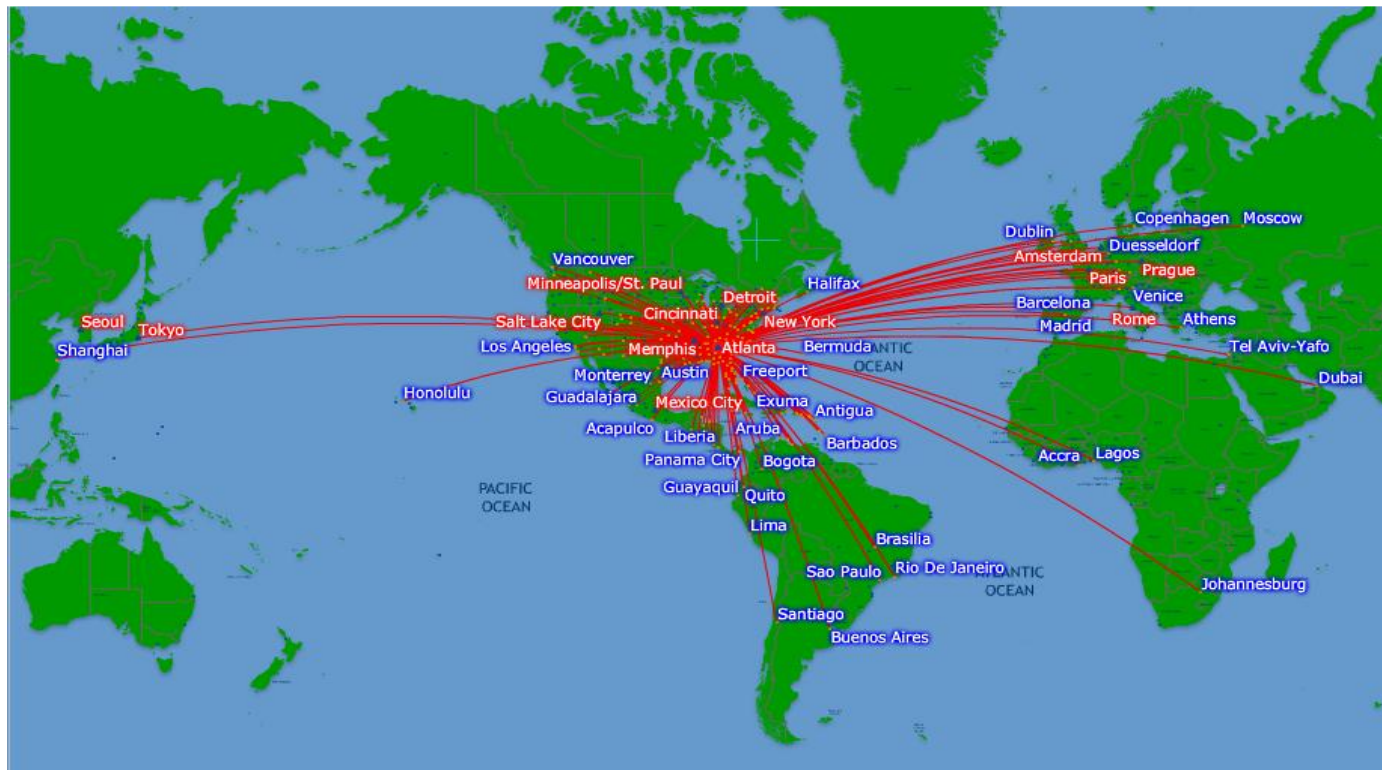 Copenhagen
Moscow
Dublin
Duesseldorf
Amsterdam
Vancouver
Prague
Paris
Minneapolis/St. Paul
Halifax
Detroit
Venice
Barcelona
Cincinnati
Seoul
Tokyo
Salt Lake City
New York
Madrid
Rome
Athens
Shanghai
Los Angeles
Memphis
Atlanta
Bermuda
ATLANTIC
OCEAN
Tel Aviv-Yafo
Monterrey
Austin
Freeport
Dubai
Honolulu
Guadalajara
Mexico City
Exuma
Antigua
Acapulco
Liberia
Aruba
Barbados
Panama City
Bogota
Accra
Lagos
Guayaquil
Quito
PACIFIC
OCEAN
Lima
Brasilia
Sao Paulo
Rio De Janeiro
ATLANTIC
OCEAN
Johannesburg
Santiago
Buenos Aires